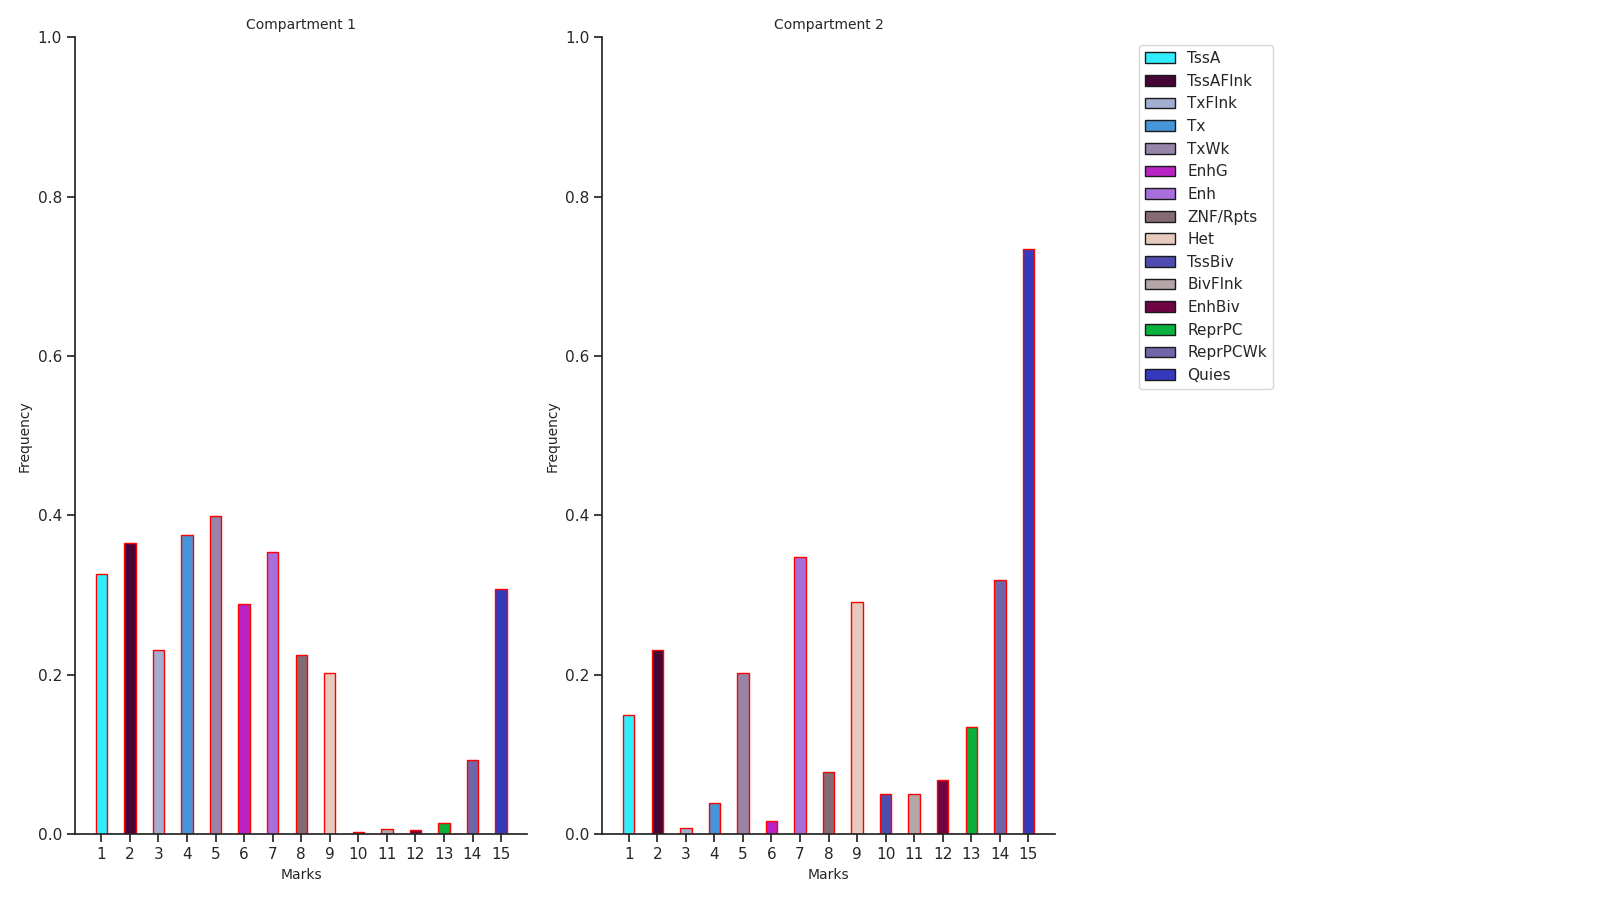 Compartment 1
1.0
0.8
0.6
0.4
0.2
0.0
Frequency
1 2 3 4 5 6 7 8 9 10 11 12 13 14 15
Marks
Compartment 2
1.0
0.8
0.6
0.4
0.2
0.0
Frequency
1 2 3 4 5 6 7 8 9 10 11 12 13 14 15
Marks
TssA
TssAFlnk
TxFlnk
Tx
TxWk
EnhG
Enh
ZNF/Rpts
Het
TssBiv
BivFlnk
EnhBiv
ReprPC
ReprPCWk
Quies